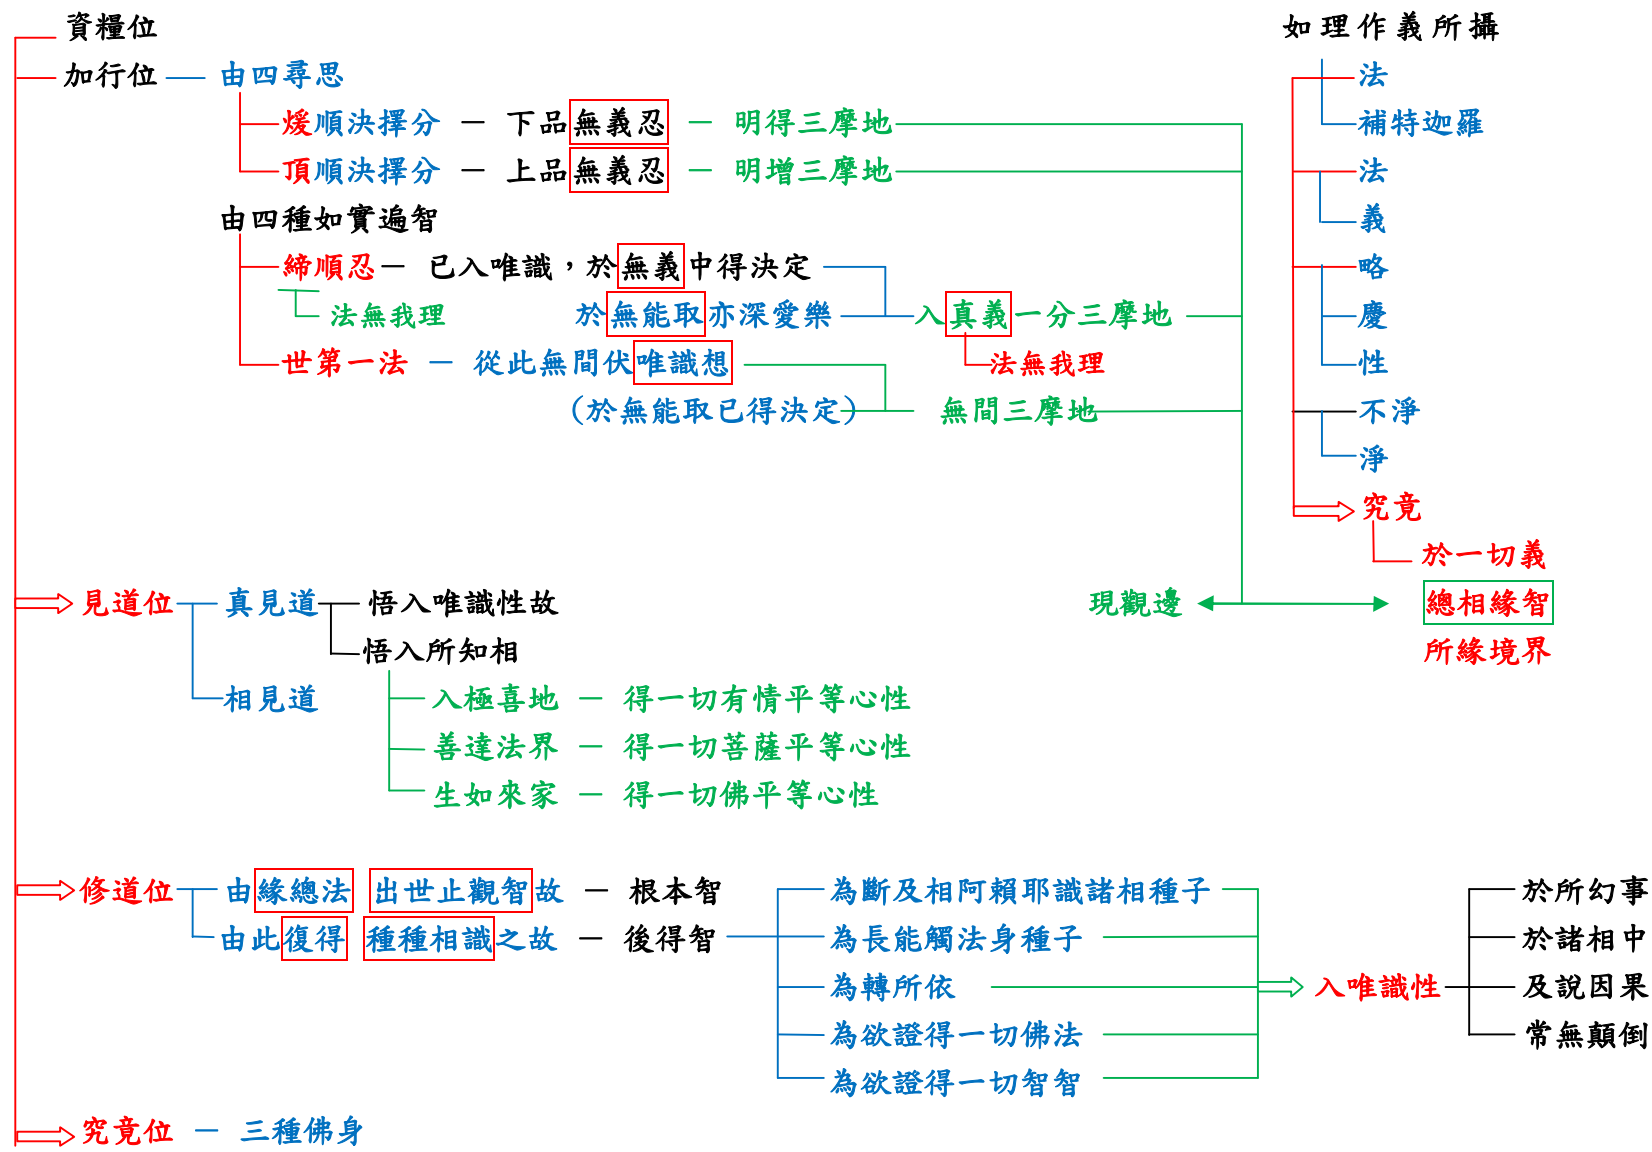 資糧位
加行位 — 由四尋思
煖順決擇分 — 下品無義忍 — 明得三摩地
頂順決擇分 — 上品無義忍 — 明增三摩地
由四種如實遍智
締順忍 — 已入唯識，於無義中得決定
法無我理
於無能取亦深愛樂
入真義一分三摩地
法無我理
世第一法 — 從此無間伏唯識想
(於無能取已得決定)
無間三摩地
如理作義所攝
法
補特迦羅
法
義
略
慶
性
不淨
淨
究竟
於一切義
總相緣智
所緣境界
現觀邊
見道位
真見道
悟入唯識性故
悟入所知相
相見道
入極喜地 — 得一切有情平等心性
善達法界 — 得一切菩薩平等心性
生如來家 — 得一切佛平等心性
修道位
由緣總法 出世止觀智故 — 根本智
由此復得 種種相識之故 — 後得智
為斷及相阿賴耶識諸相種子
為長能觸法身種子
為轉所依
為欲證得一切佛法
為欲證得一切智智
入唯識性
於所幻事
於諸相中
及說因果
常無顛倒
究竟位 — 三種佛身